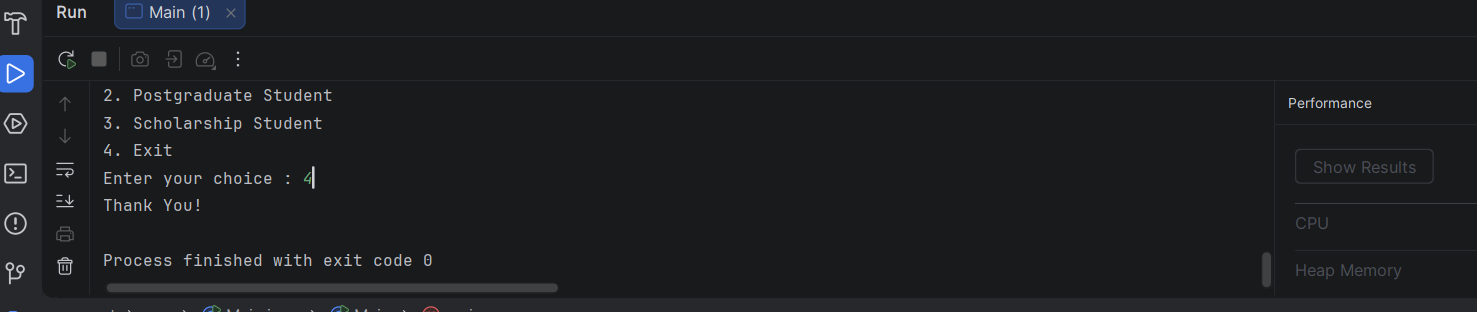 Run
Main (1)
2. Postgraduate Student
3. Scholarship Student
4. Exit
Enter your choice : 4
Thank You!
Process finished with exit code 0
Performance
Show Results
CPU
Heap Memory